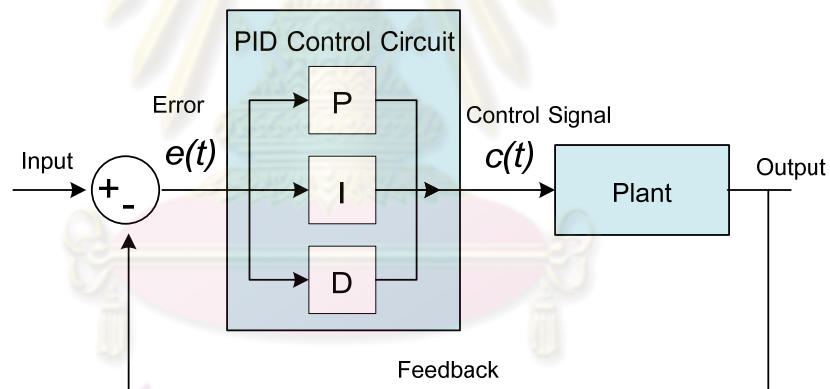 PID Control Circuit
P
Error
Control Signal
e(t)
c(t)
Input
+
-
I
Plant
Output
D
Feedback